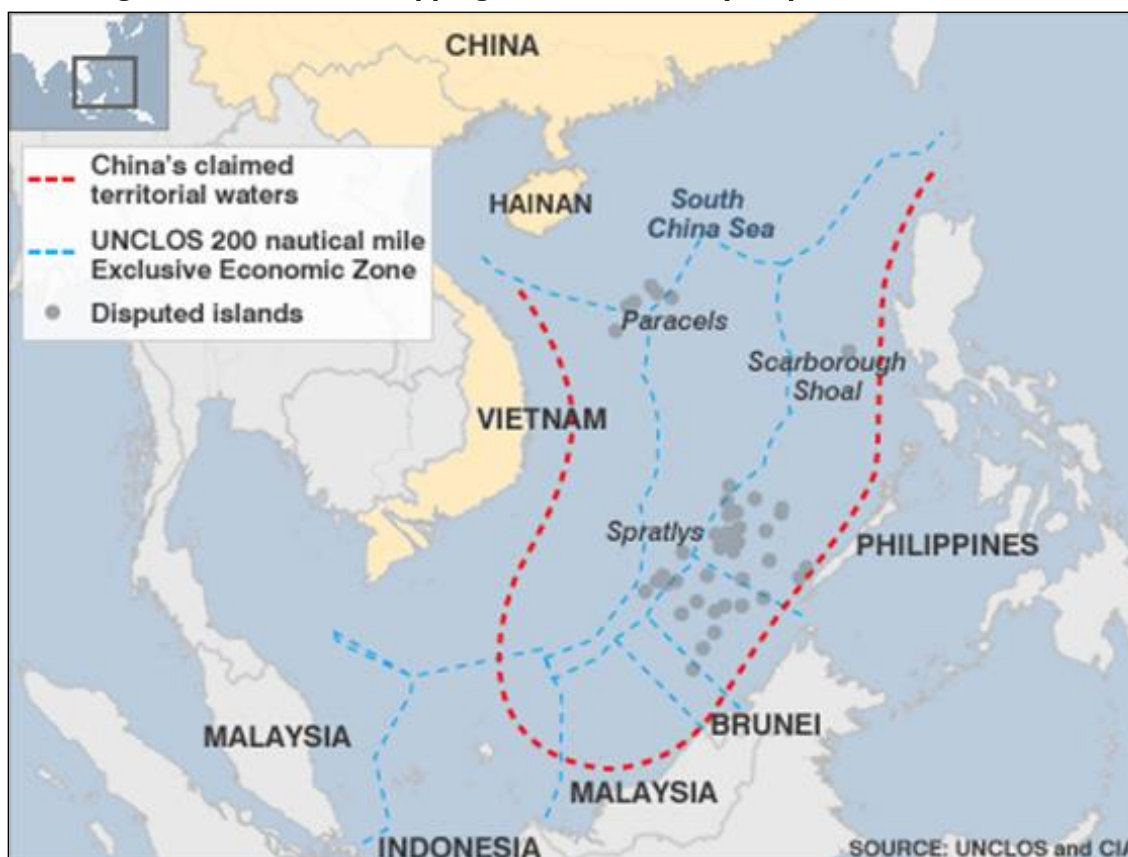 CHINA
China's claimed
territorial waters
UNCLOS 200 nautical mile
Exclusive Economic Zone
Disputed islands
HAINAN
South
China Sea
Paracels
Scarborough
Shoal
VIETNAM
Spratlys
PHILIPPINES
BRUNEI
MALAYSIA
MALAYSIA
INDONESIA
SOURCE: UNCLOS and CIA